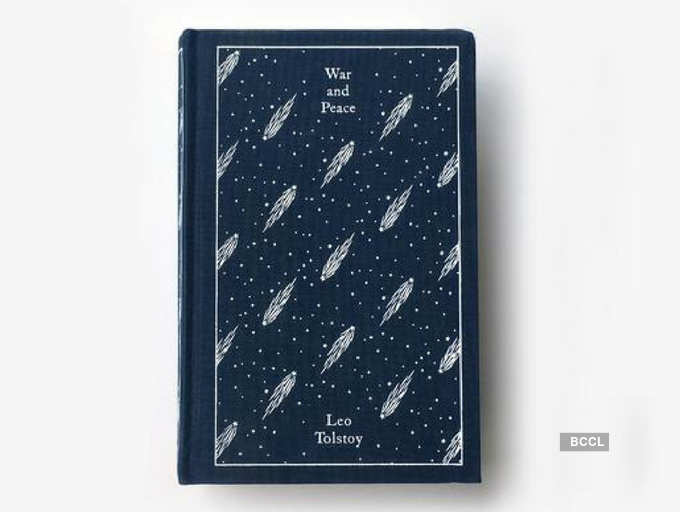 War
and
Peace
Leo
Tolstoy
BCCL